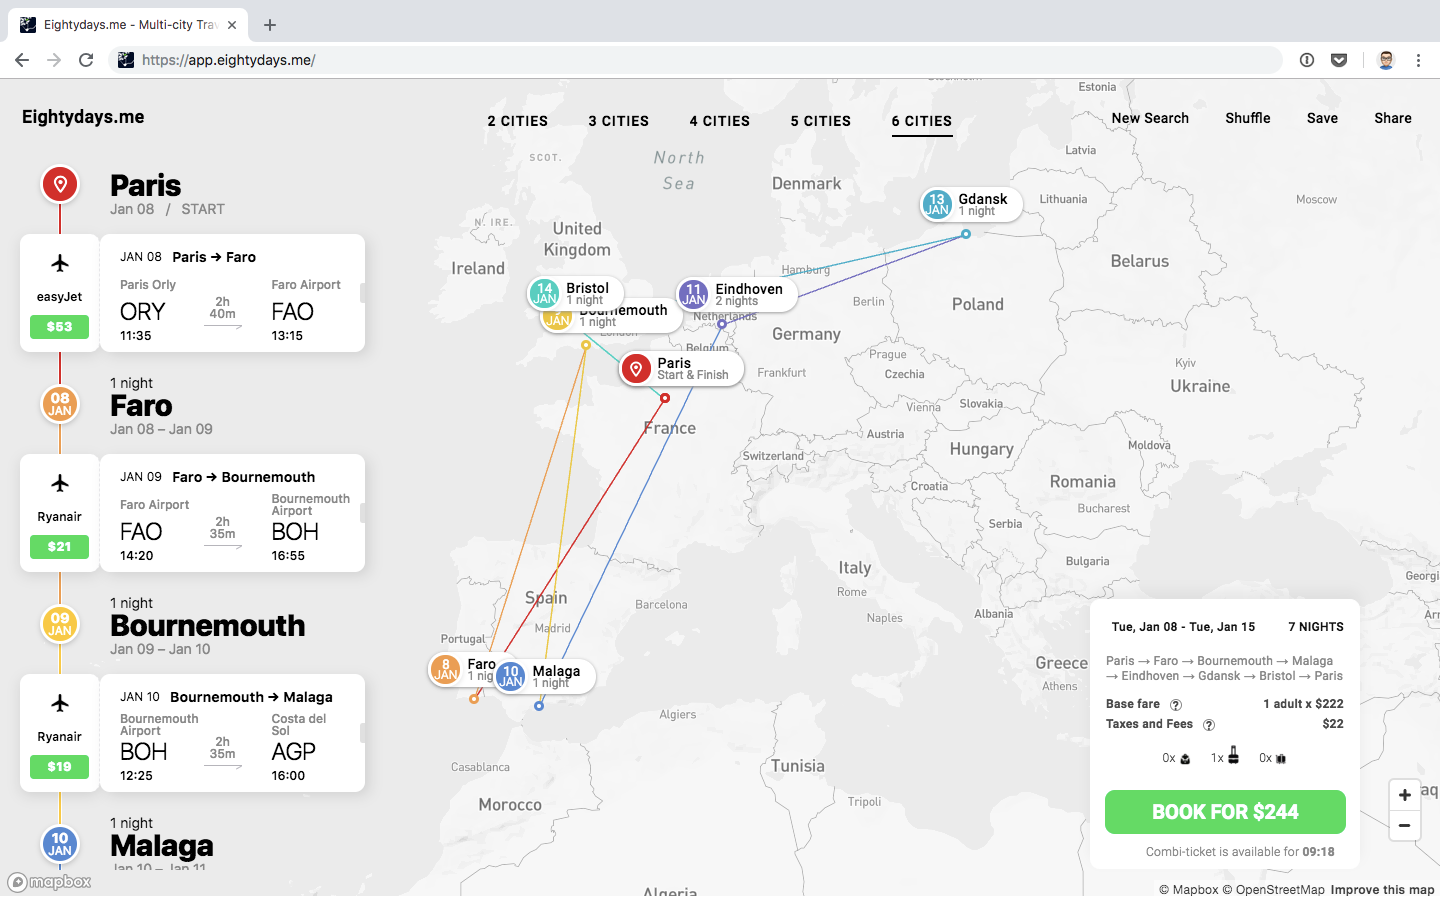 Eightydays.me - Multi-city Trav
https://app.eightydays.me/
Eightydays.me
2 CITIES
3 CITIES
4 CITIES
5 CITIES
6 CITIES
New Search
Shuffle
Save
Share
Paris
Jan 08 / START
easyJet
$53
JAN 08 Paris → Faro
Paris Orly
Faro Airport
ORY
2h
40m
FAO
11:35
13:15
08
JAN
1 night
Faro
Jan 08 – Jan 09
Ryanair
$21
JAN 09 Faro → Bournemouth
Faro Airport
Bournemouth
Airport
FAO
2h
35m
BOH
14:20
16:55
09
JAN
1 night
Bournemouth
Jan 09 – Jan 10
Ryanair
$19
JAN 10 Bournemouth → Malaga
Bournemouth
Airport
Costa del
Sol
BOH
2h
35m
AGP
12:25
16:00
10
JAN
1 night
Malaga
Jan 10 – Jan 11
mapbox
Estonia
SCOT.
North
Sea
Denmark
Latvia
Lithuania
Moscow
13
JAN
Gdansk
1 night
N. IRE.
United
Kingdom
Ireland
Hamburg
Belarus
14
JAN
Bristol
1 night
JAN
Bournemouth
1 night
11
JAN
Eindhoven
2 nights
Berlin
Poland
London
Netherlands
Germany
Belgium
Paris
Start & Finish
Frankfurt
Prague
Czechia
Kyiv
Ukraine
Vienna
Slovakia
France
Austria
Switzerland
Hungary
Moldova
Croatia
Romania
Bucharest
Serbia
Italy
Bulgaria
Georgi
Rome
Spain
Barcelona
Naples
Albania
Madrid
Portugal
8
JAN
Faro
1 nig
10
JAN
Malaga
1 night
Greece
Athens
Algiers
Casablanca
Tunisia
Morocco
Tripoli
Algeria
Tue, Jan 08 - Tue, Jan 15
7 NIGHTS
Paris → Faro → Bournemouth → Malaga
→ Eindhoven → Gdansk → Bristol → Paris
Base fare ?
1 adult x $222
Taxes and Fees ?
$22
0x
1x
0x
BOOK FOR $244
Combi-ticket is available for 09:18
+
−
© Mapbox © OpenStreetMap Improve this map